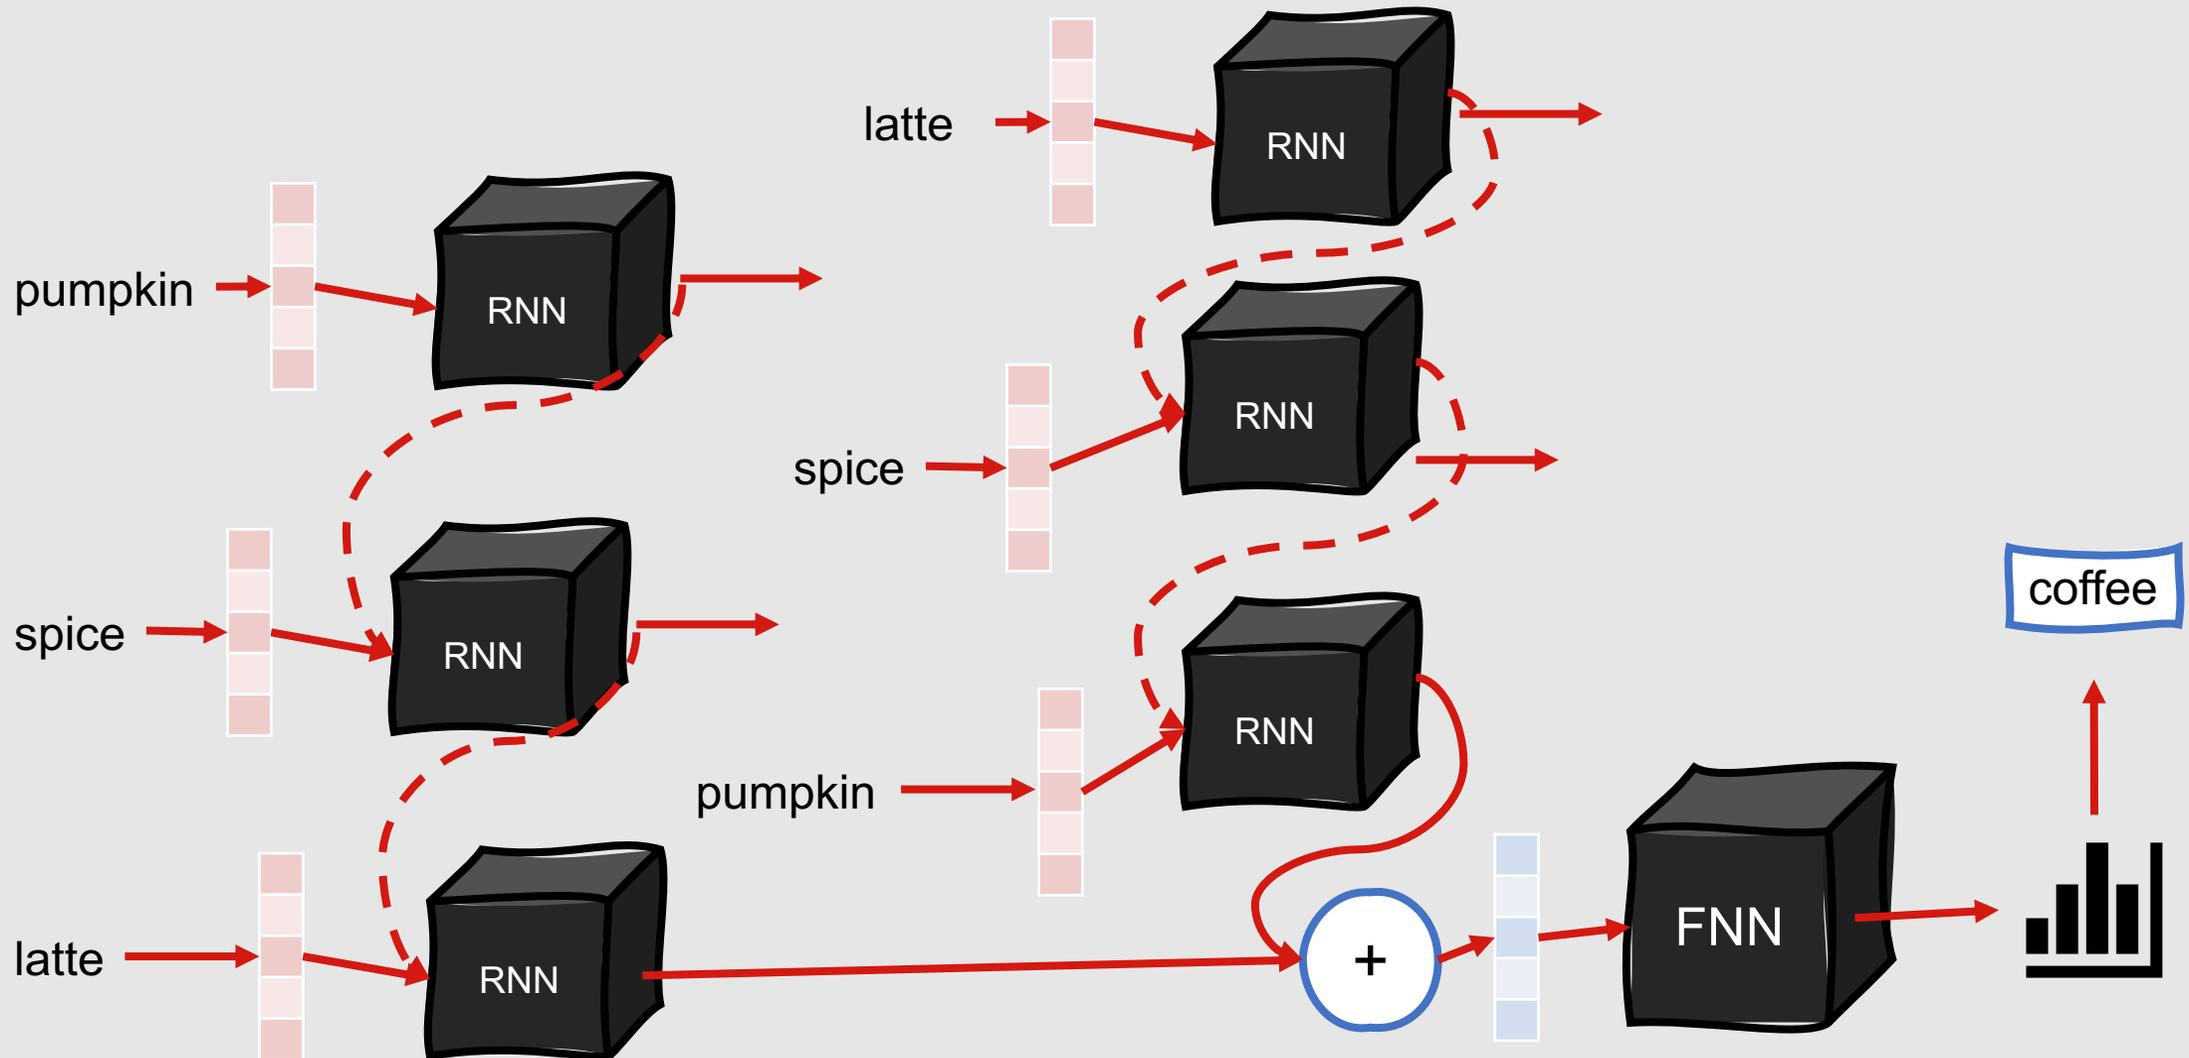 latte
RNN
pumpkin
RNN
spice
RNN
coffee
spice
RNN
pumpkin
RNN
latte
RNN
+
FNN